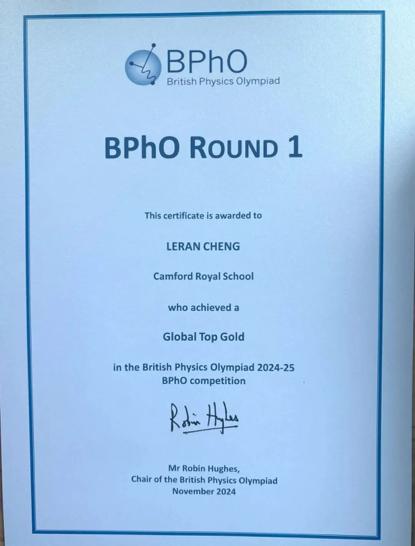 BPhO
British Physics Olympiad
BPhO ROUND 1
This certificate is awarded to
LERAN CHENG
Camford Royal School
who achieved a
Global Top Gold
in the British Physics Olympiad 2024-25
BPhO competition
Robin Hughes
Mr Robin Hughes,
Chair of the British Physics Olympiad
November 2024